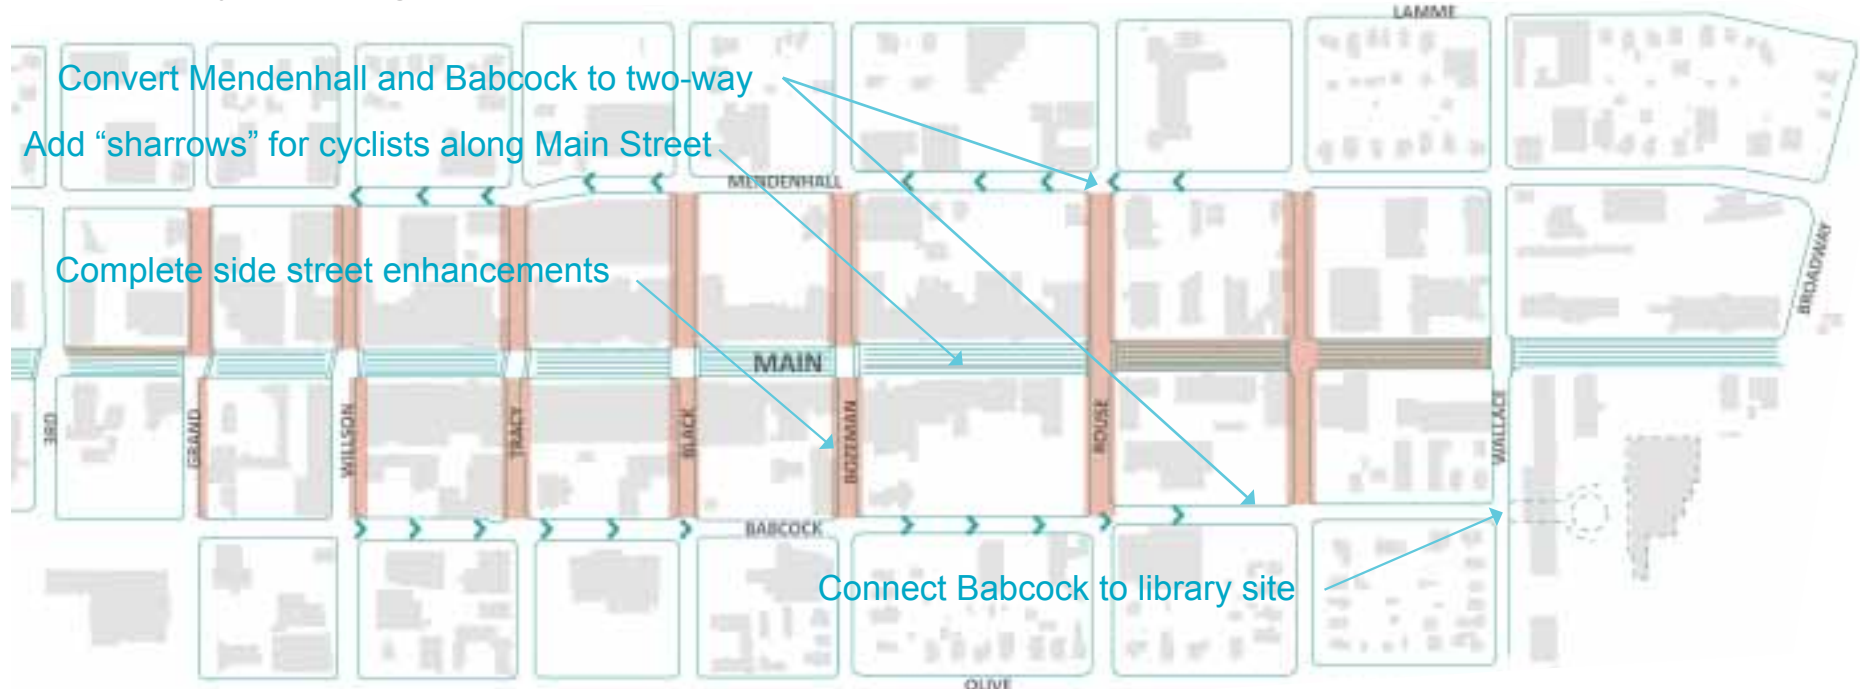 LAMME
Convert Mendenhall and Babcock to two-way
Add “sharrows” for cyclists along Main Street
MENDENHALL
Complete side street enhancements
BROADWAY
MAIN
3RD
GRAND
WILSON
TRACY
BLACK
BOZEMAN
ROUSE
WALLACE
BABCOCK
Connect Babcock to library site
OLIVE